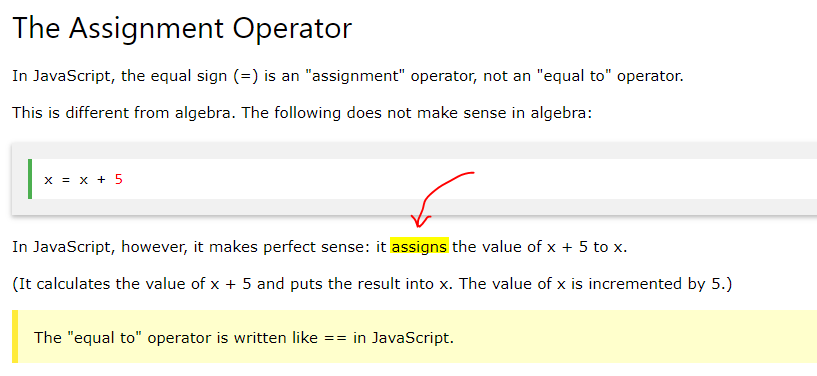 The Assignment Operator
In JavaScript, the equal sign (=) is an "assignment" operator, not an "equal to" operator.
This is different from algebra. The following does not make sense in algebra:
x = x + 5
In JavaScript, however, it makes perfect sense: it assigns the value of x + 5 to x.
(It calculates the value of x + 5 and puts the result into x. The value of x is incremented by 5.)
The "equal to" operator is written like == in JavaScript.